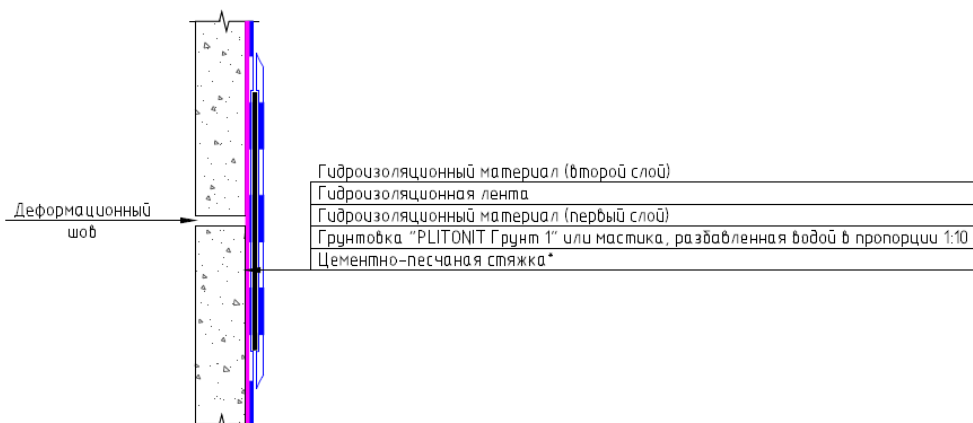 Гидроизоляционный материал (второй слой)
Гидроизоляционная лента
Гидроизоляционный материал (первый слой)
Грунтовка "PLITONIT Грунт 1" или мастика, разбавленная водой в пропорции 1:10
Цементно-песчаная стяжка*
Деформационный
шов